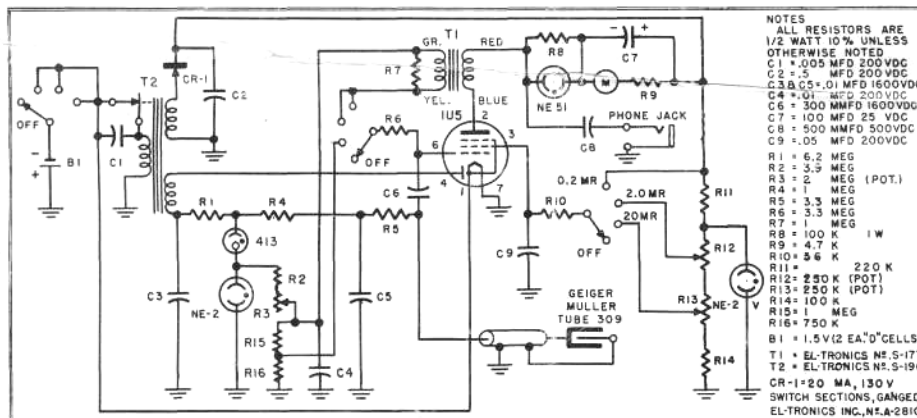 NOTES
ALL RESISTORS ARE
1/2 WATT 10% UNLESS
OTHERWISE NOTED
C1 = .005 MFD 200VDC
C2 = .5 MFD 200VDC
C3&C5=.01 MFD 1600VDC
C4 = .01 MFD 200VDC
C6 = 300 MMFD 1600VDC
C7 = 100 MFD 25 VDC
C8 = 500 MMFD 500VDC
C9 = .05 MFD 200VDC
R1 = 6.2 MEG
R2 = 3.9 MEG
R3 = 2 MEG (POT.)
R4 = 1 MEG
R5 = 3.3 MEG
R6 = 3.3 MEG
R7 = 1 MEG
R8 = 100 K 1W
R9 = 4.7 K
R10 = 56 K
R11 = 220 K
R12= 250 K (POT)
R13= 250 K (POT)
R14 = 100 K
R15 = 1 MEG
R16= 750 K
B1 = 1.5V(2 EA."D"CELLS
T1 = EL-TRONICS Nº.S-17
T2 = EL-TRONICS Nº.S-19
CR-1=20 MA, 130V
SWITCH SECTIONS, GANGED
EL-TRONICS INC., Nº.A-2810
T1
GR.
RED
R7
YEL.
BLUE
1U5
2
3
6
4
1
7
R8
C7
- +
NE 51
M
R9
C8
PHONE JACK
CR-1
C2
T2
OFF
C1
B1
-
+
R6
OFF
C6
R1
R4
R5
413
R2
R3
NE-2
C3
C5
R15
R16
C4
0.2MR
2.0MR
20MR
R10
OFF
C9
R11
R12
R13
R14
NE-2
V
GEIGER
MULLER
TUBE 309